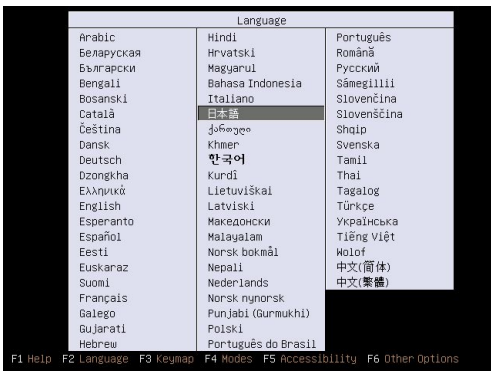 Language
Arabic
Беларуская
Български
Bengali
Bosanski
Català
Čeština
Dansk
Deutsch
Dzongkha
Ελληνικά
English
Esperanto
Español
Eesti
Euskaraz
Suomi
Français
Galego
Gujarati
Hebrew
Hindi
Hrvatski
Magyarul
Bahasa Indonesia
Italiano
日本語
ქართული
Khmer
한국어
Kurdî
Lietuviškai
Latviski
Македонски
Malayalam
Norsk bokmål
Nepali
Nederlands
Norsk nynorsk
Punjabi (Gurmukhi)
Polski
Português do Brasil
Português
Română
Русский
Sámegillii
Slovenčina
Slovenščina
Shqip
Svenska
Tamil
Thai
Tagalog
Türkçe
Українська
Tiếng Việt
Wolof
中文(简体)
中文(繁體)
F1 Help F2 Language F3 Keymap F4 Modes F5 Accessibility F6 Other Options